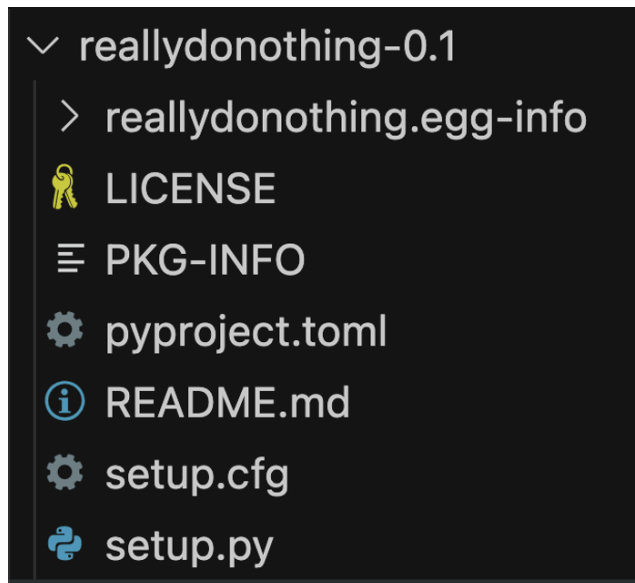 reallydonothing-0.1
reallydonothing.egg-info
LICENSE
PKG-INFO
pyproject.toml
README.md
setup.cfg
setup.py